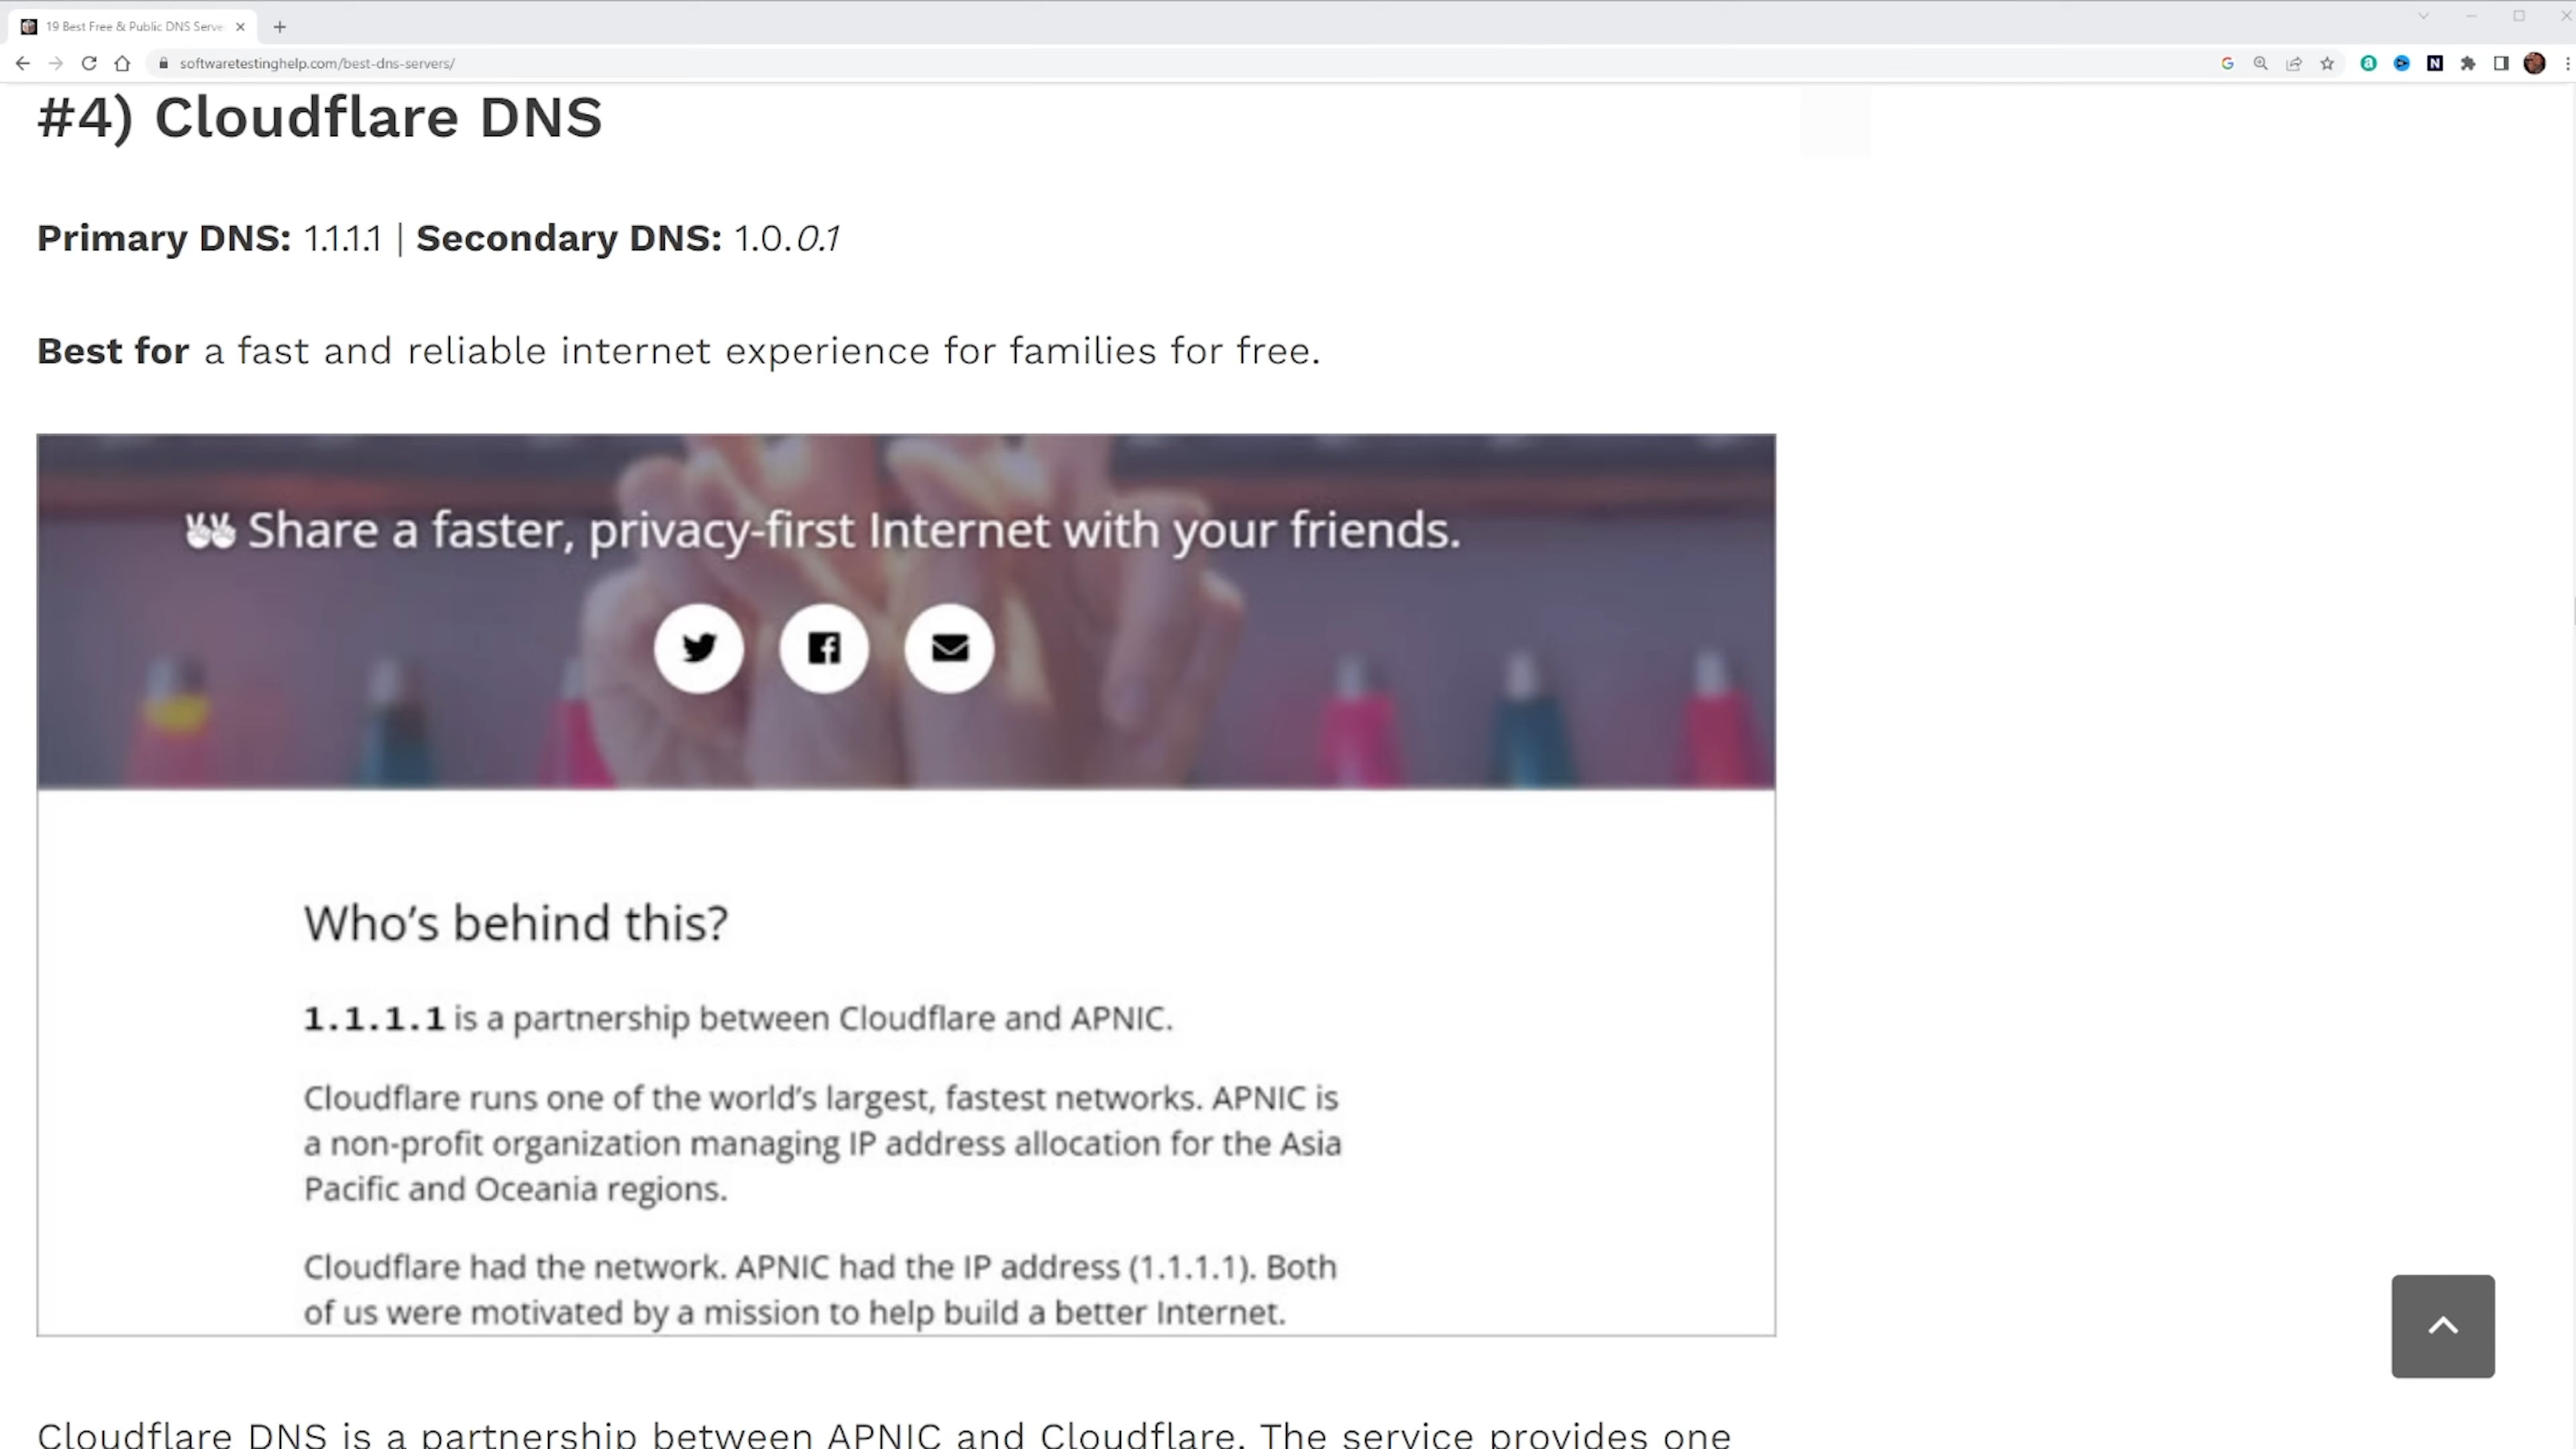 19 Best Free & Public DNS Serve
softwaretestinghelp.com/best-dns-servers/
#4) Cloudflare DNS
Primary DNS: 1.1.1.1 | Secondary DNS: 1.0.0.1
Best for a fast and reliable internet experience for families for free.
Share a faster, privacy-first Internet with your friends.
Who's behind this?
1.1.1.1 is a partnership between Cloudflare and APNIC.
Cloudflare runs one of the world's largest, fastest networks. APNIC is
a non-profit organization managing IP address allocation for the Asia
Pacific and Oceania regions.
Cloudflare had the network. APNIC had the IP address (1.1.1.1). Both
of us were motivated by a mission to help build a better Internet.
Cloudflare DNS is a partnership between APNIC and Cloudflare. The service provides one